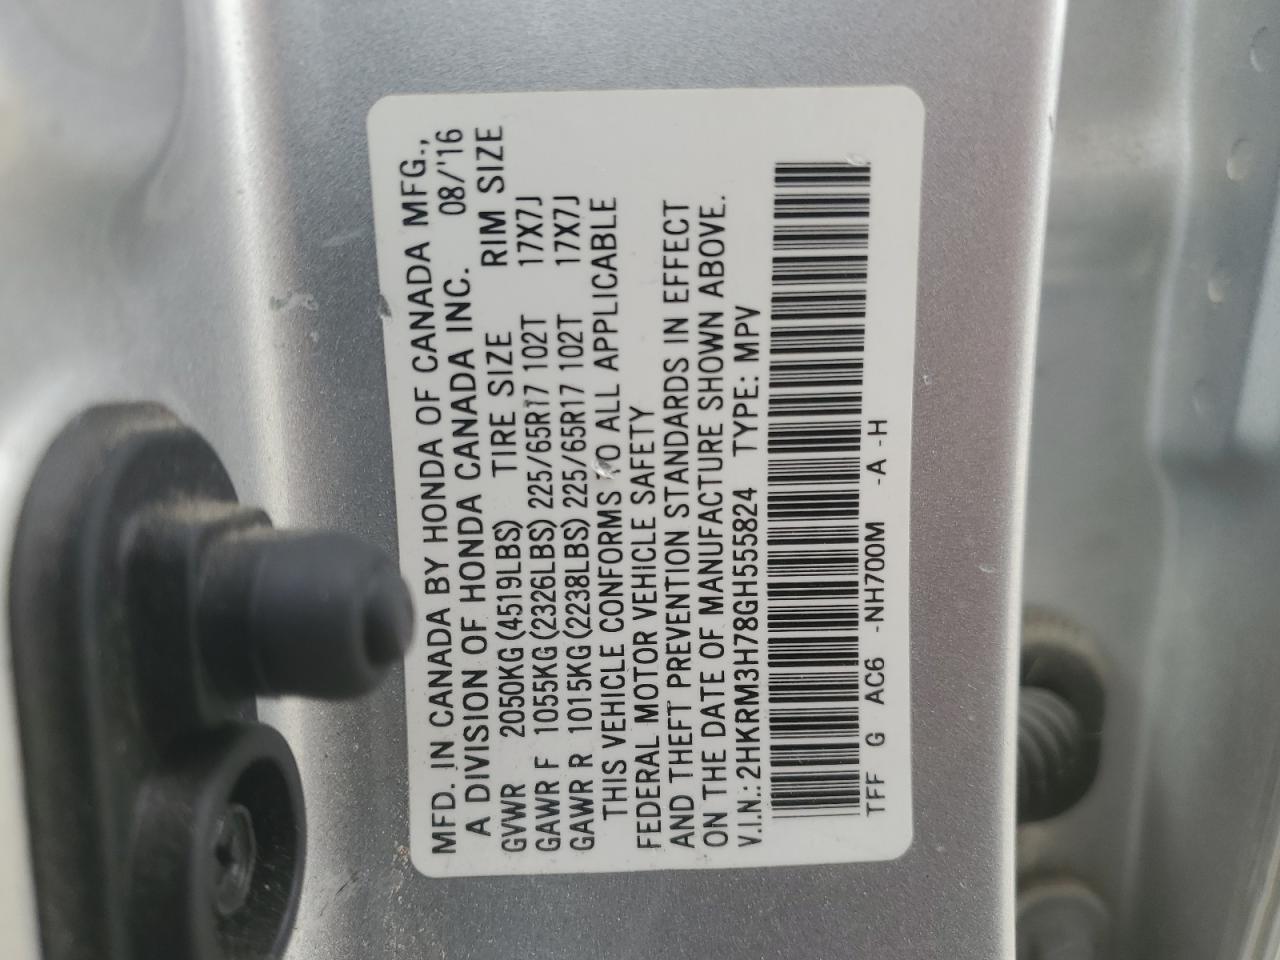 MFD. IN CANADA BY HONDA OF CANADA MFG.,
A DIVISION OF HONDA CANADA INC. 08/'16
GVWR 2050KG(4519LBS) TIRE SIZE RIM SIZE
GAWR F 1055KG(2326LBS) 225/65R17 102T 17X7J
GAWR R 1015KG(2238LBS) 225/65R17 102T 17X7J
THIS VEHICLE CONFORMS TO ALL APPLICABLE
FEDERAL MOTOR VEHICLE SAFETY
AND THEFT PREVENTION STANDARDS IN EFFECT
ON THE DATE OF MANUFACTURE SHOWN ABOVE.
V.I.N.: 2HKRM3H78GH555824 TYPE: MPV
TFF G AC6 -NH700M -A -H